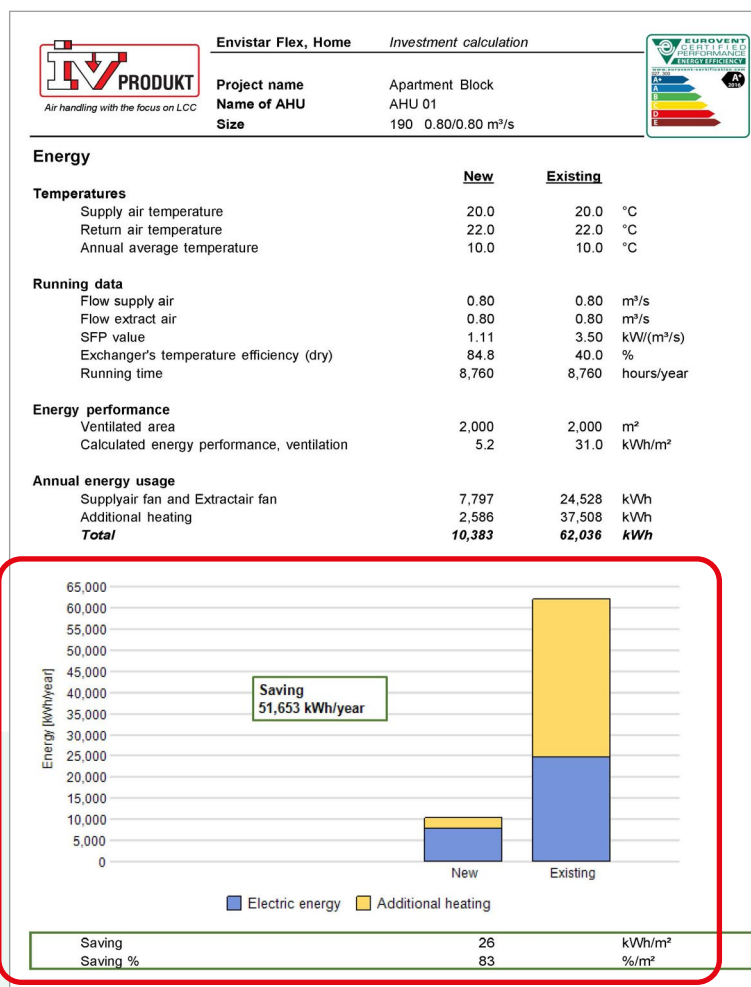 Envistar Flex, Home Investment calculation
IV PRODUKT
Air handling with the focus on LCC
Project name Apartment Block
Name of AHU AHU 01
Size 190 0.80/0.80 m³/s
EUROVENT
CERTIFIED
PERFORMANCE
ENERGY EFFICIENCY
www.eurovent-certification.com
A+
A
B
C
D
E
A+
2016
Energy
New Existing
Temperatures
Supply air temperature 20.0 20.0 °C
Return air temperature 22.0 22.0 °C
Annual average temperature 10.0 10.0 °C
Running data
Flow supply air 0.80 0.80 m³/s
Flow extract air 0.80 0.80 m³/s
SFP value 1.11 3.50 kW/(m³/s)
Exchanger's temperature efficiency (dry) 84.8 40.0 %
Running time 8,760 8,760 hours/year
Energy performance
Ventilated area 2,000 2,000 m²
Calculated energy performance, ventilation 5.2 31.0 kWh/m²
Annual energy usage
Supplyair fan and Extractair fan 7,797 24,528 kWh
Additional heating 2,586 37,508 kWh
Total 10,383 62,036 kWh
65,000
60,000
55,000
50,000
45,000
40,000
35,000
30,000
25,000
20,000
15,000
10,000
5,000
0
Energy [kWh/year]
Saving
51,653 kWh/year
New Existing
Electric energy Additional heating
Saving 26 kWh/m²
Saving % 83 %/m²